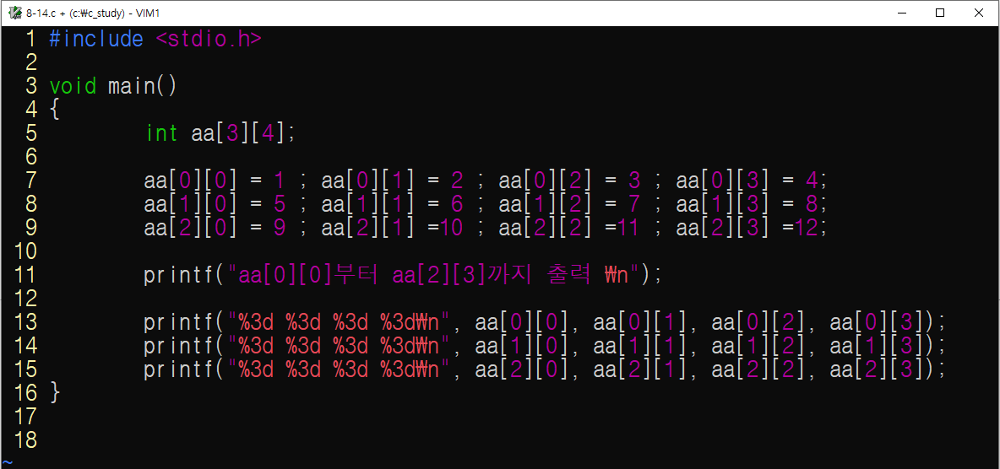 8-14.c + (c:₩c_study) - VIM1
1 #include <stdio.h>
2
3 void main()
4 {
5 int aa[3][4];
6
7 aa[0][0] = 1 ; aa[0][1] = 2 ; aa[0][2] = 3 ; aa[0][3] = 4;
8 aa[1][0] = 5 ; aa[1][1] = 6 ; aa[1][2] = 7 ; aa[1][3] = 8;
9 aa[2][0] = 9 ; aa[2][1] =10 ; aa[2][2] =11 ; aa[2][3] =12;
10
11 printf("aa[0][0]부터 aa[2][3]까지 출력 ₩n");
12
13 printf("%3d %3d %3d %3d₩n", aa[0][0], aa[0][1], aa[0][2], aa[0][3]);
14 printf("%3d %3d %3d %3d₩n", aa[1][0], aa[1][1], aa[1][2], aa[1][3]);
15 printf("%3d %3d %3d %3d₩n", aa[2][0], aa[2][1], aa[2][2], aa[2][3]);
16 }
17
18
~